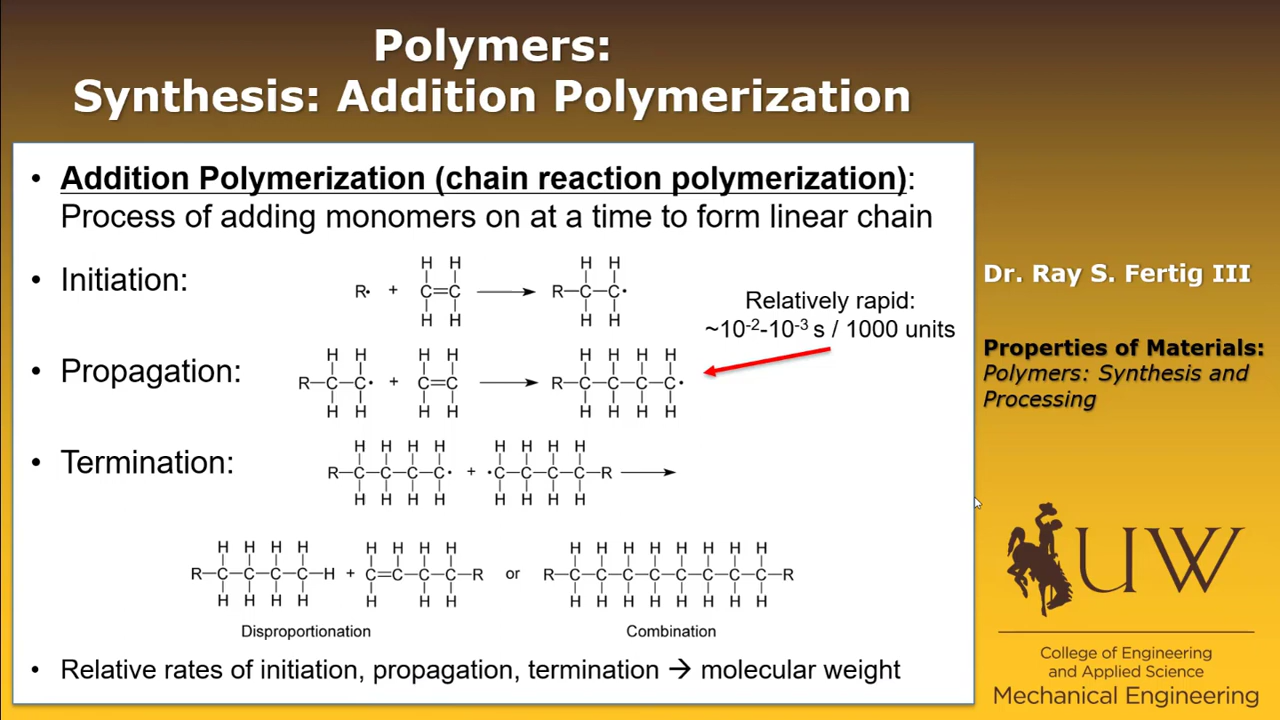 Polymers:
Synthesis: Addition Polymerization
• Addition Polymerization (chain reaction polymerization):
Process of adding monomers on at a time to form linear chain
• Initiation:
H H H H
R• + C=C → R–C–C•
H H H H
Relatively rapid:
~10⁻²-10⁻³ s / 1000 units
• Propagation:
H H H H H H H H
R–C–C• + C=C → R–C–C–C–C•
H H H H H H H H
• Termination:
H H H H H H H H
R–C–C–C–C• + •C–C–C–C–R →
H H H H H H H H
H H H H H H H H H H H H H H H H
R–C–C–C–C–H + C=C–C–C–R or R–C–C–C–C–C–C–C–C–R
H H H H H H H H H H H H H H H
Disproportionation Combination
• Relative rates of initiation, propagation, termination → molecular weight
Dr. Ray S. Fertig III
Properties of Materials:
Polymers: Synthesis and
Processing
UW
College of Engineering
and Applied Science
Mechanical Engineering